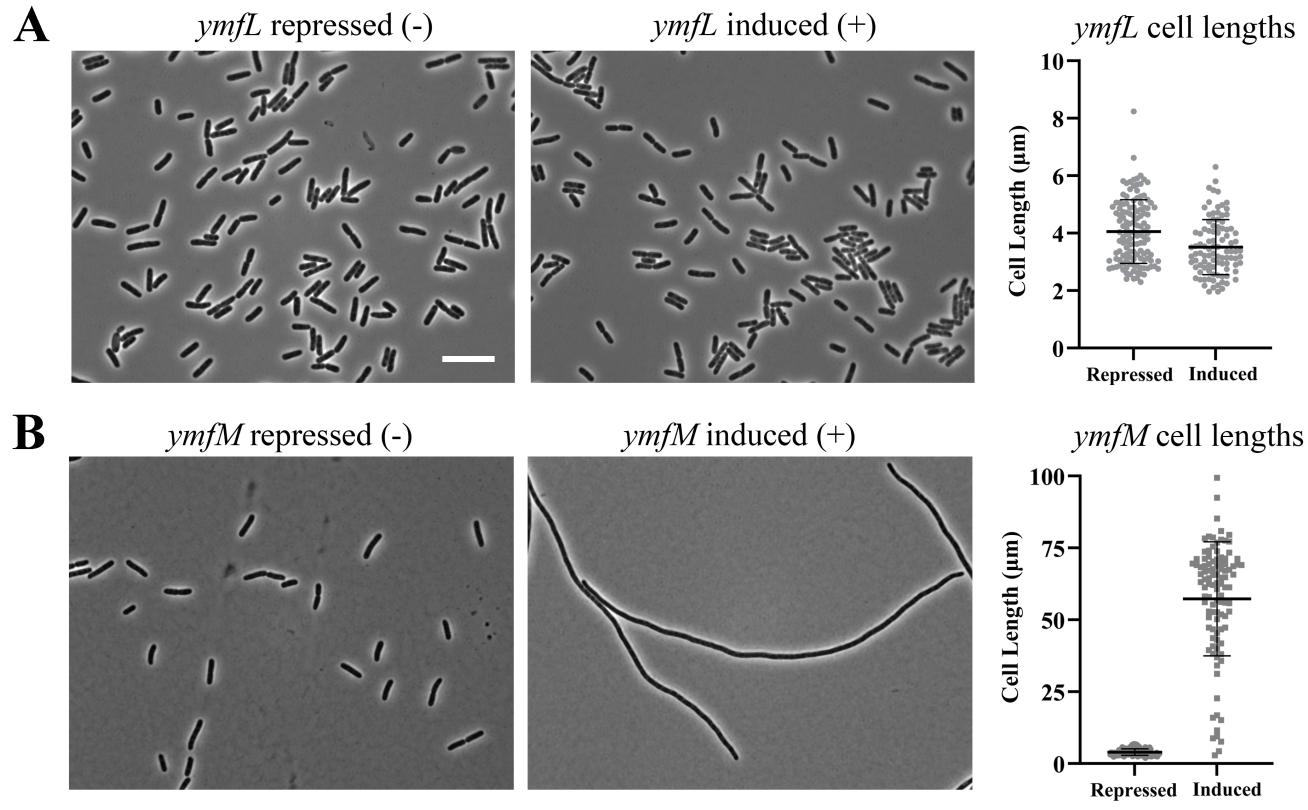 A
ymfL repressed (-)
ymfL induced (+)
ymfL cell lengths
10
8
6
4
2
0
Cell Length (µm)
Repressed Induced
B
ymfM repressed (-)
ymfM induced (+)
ymfM cell lengths
100
75
50
25
0
Cell Length (µm)
Repressed Induced